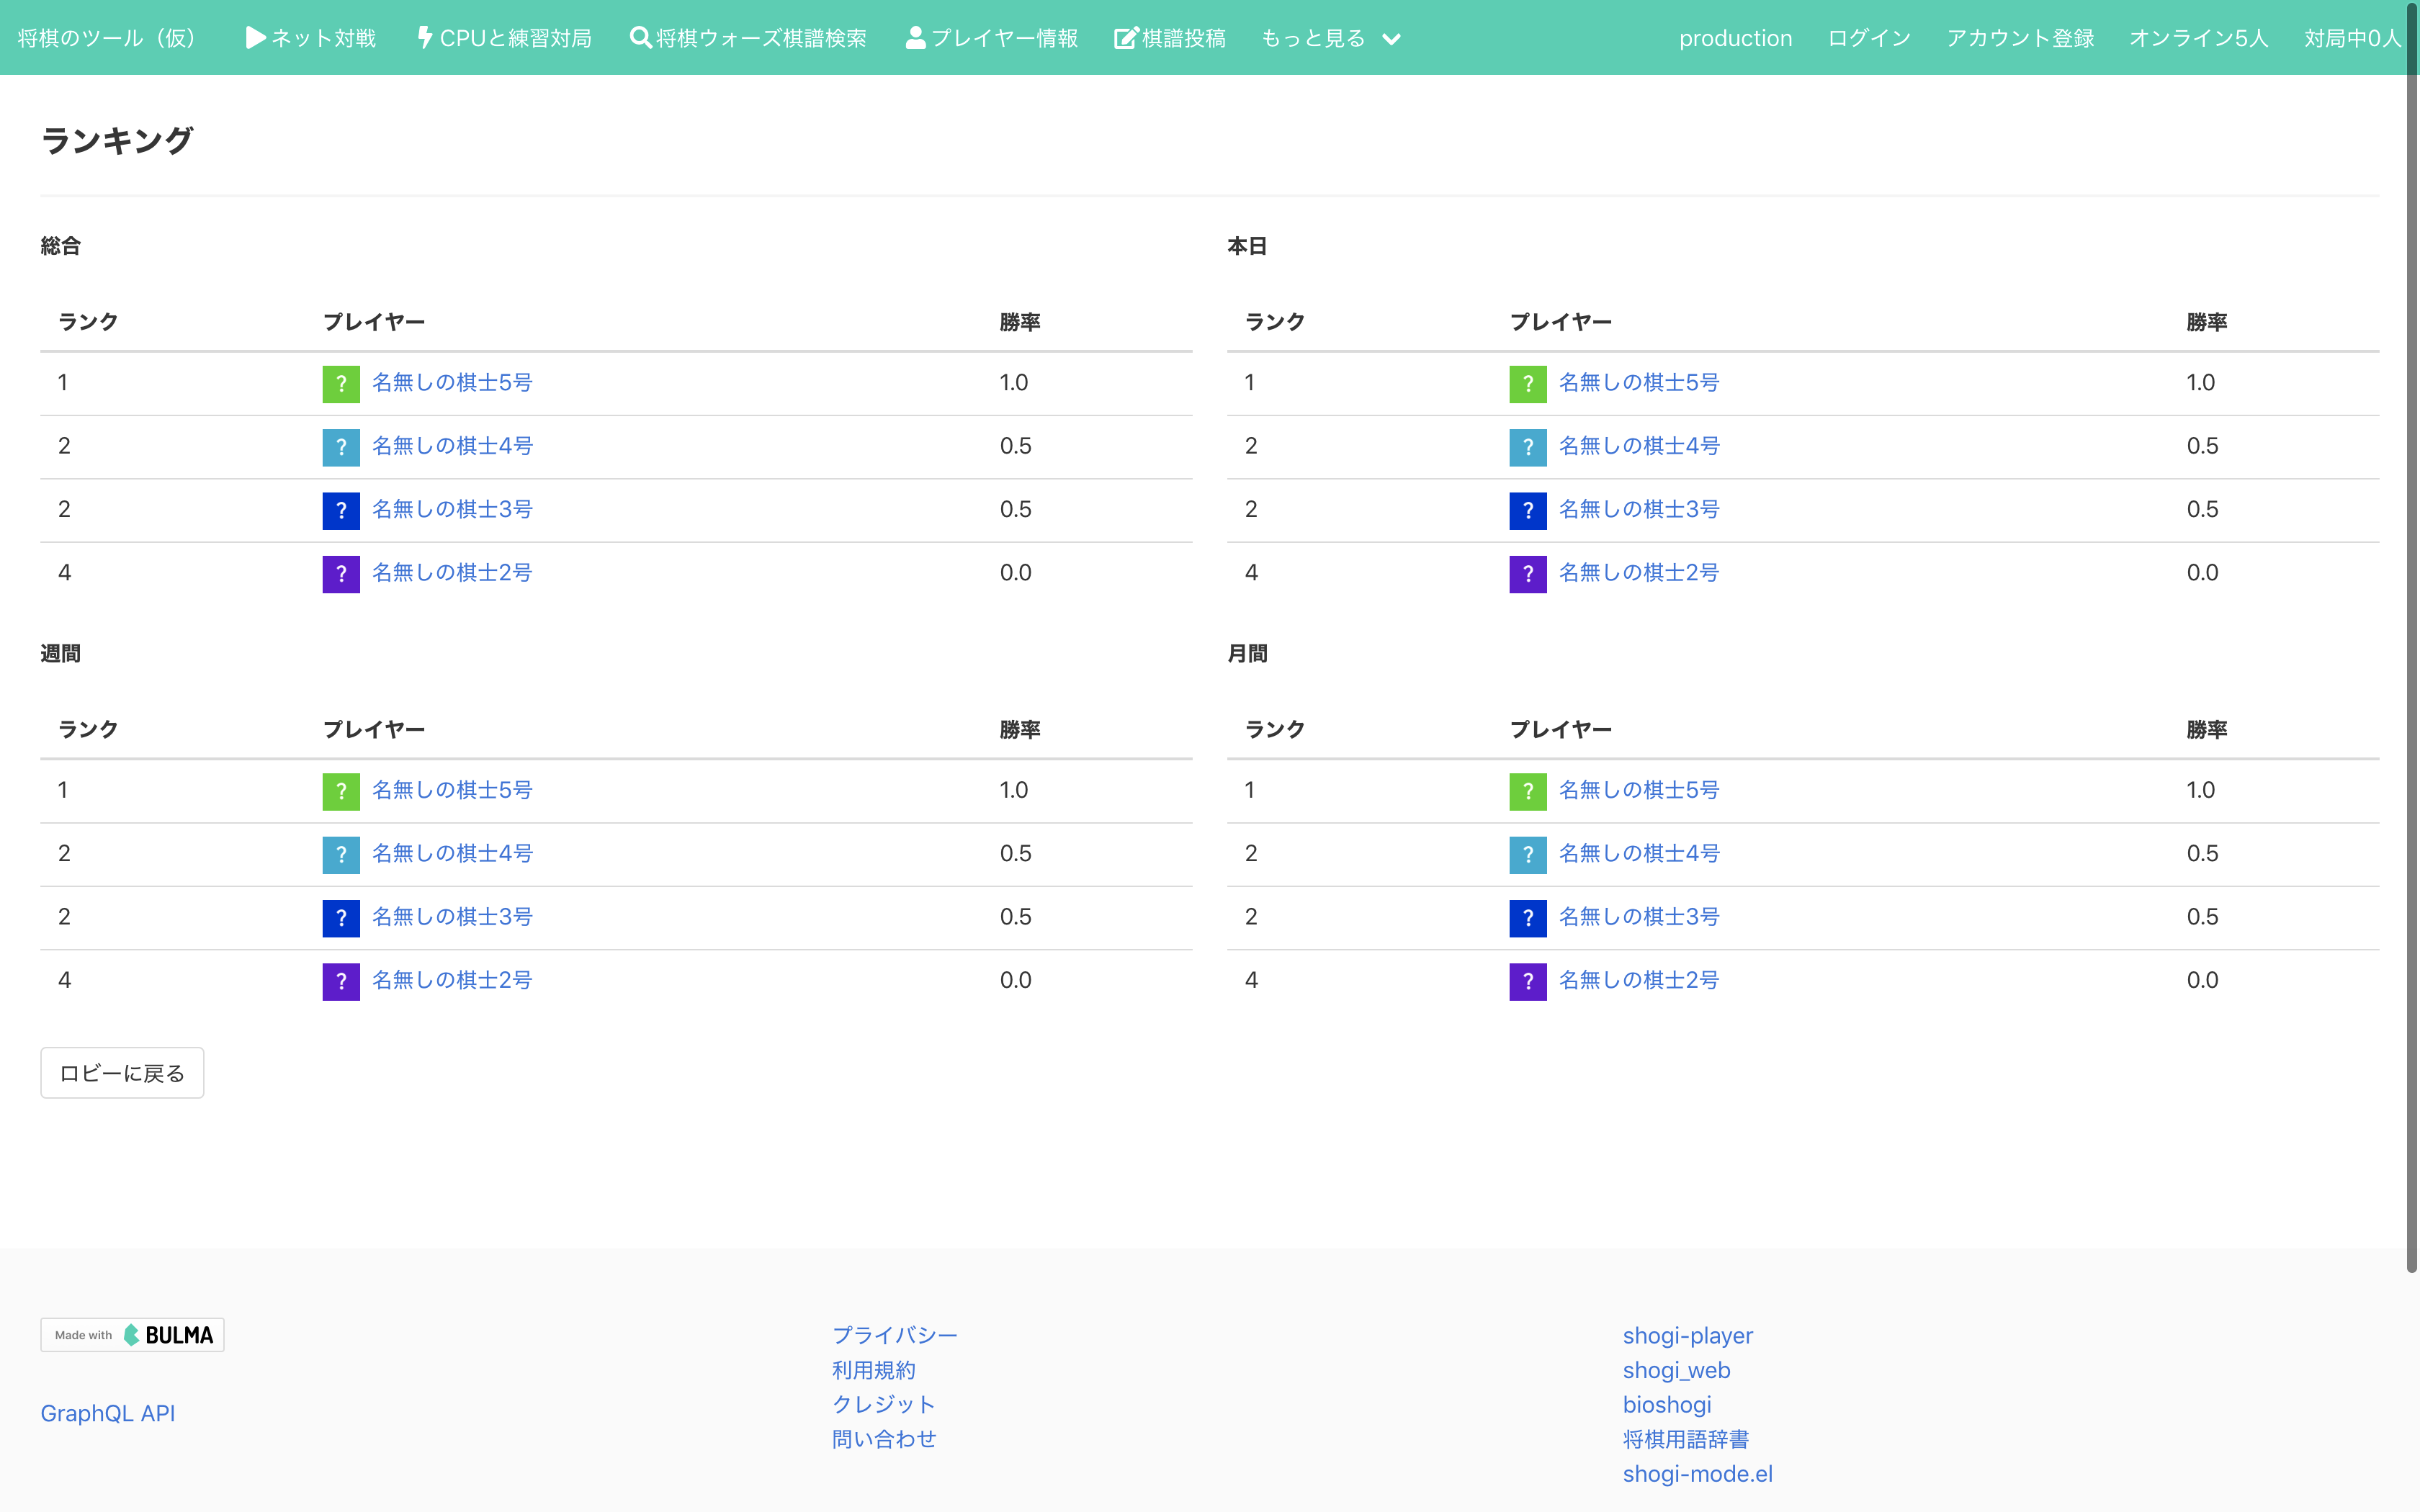 将棋のツール（仮） ネット対戦 CPUと練習対局 将棋ウォーズ棋譜検索 プレイヤー情報 棋譜投稿 もっと見る production ログイン アカウント登録 オンライン5人 対局中0人
ランキング
総合
ランク プレイヤー 勝率
1 ? 名無しの棋士5号 1.0
2 ? 名無しの棋士4号 0.5
2 ? 名無しの棋士3号 0.5
4 ? 名無しの棋士2号 0.0
本日
ランク プレイヤー 勝率
1 ? 名無しの棋士5号 1.0
2 ? 名無しの棋士4号 0.5
2 ? 名無しの棋士3号 0.5
4 ? 名無しの棋士2号 0.0
週間
ランク プレイヤー 勝率
1 ? 名無しの棋士5号 1.0
2 ? 名無しの棋士4号 0.5
2 ? 名無しの棋士3号 0.5
4 ? 名無しの棋士2号 0.0
月間
ランク プレイヤー 勝率
1 ? 名無しの棋士5号 1.0
2 ? 名無しの棋士4号 0.5
2 ? 名無しの棋士3号 0.5
4 ? 名無しの棋士2号 0.0
ロビーに戻る
Made with BULMA
GraphQL API
プライバシー
利用規約
クレジット
問い合わせ
shogi-player
shogi_web
bioshogi
将棋用語辞書
shogi-mode.el